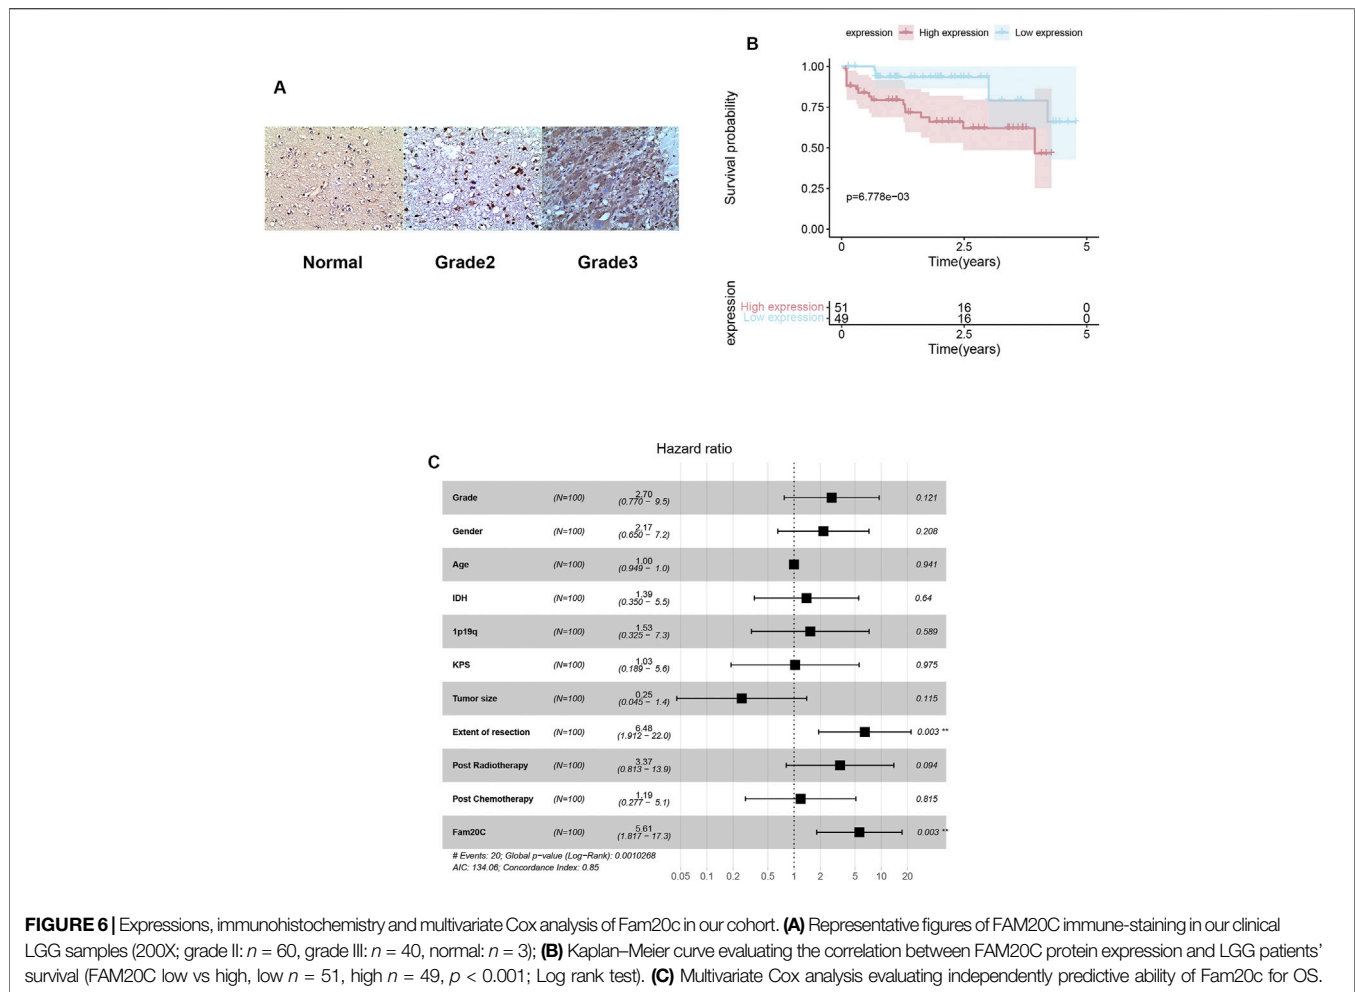 A
Normal
Grade2
Grade3
B
expression High expression Low expression
Survival probability
1.00
0.75
0.50
0.25
0.00
p=6.778e−03
0 2.5 5
Time(years)
expression
High expression 51 16 0
Low expression 49 16 0
0 2.5 5
Time(years)
C
Hazard ratio
Grade (N=100) 2.70 (0.770 − 9.5) 0.121
Gender (N=100) 2.17 (0.650 − 7.2) 0.208
Age (N=100) 1.00 (0.949 − 1.0) 0.941
IDH (N=100) 1.39 (0.350 − 5.5) 0.64
1p19q (N=100) 1.53 (0.325 − 7.3) 0.589
KPS (N=100) 1.03 (0.189 − 5.6) 0.975
Tumor size (N=100) 0.25 (0.045 − 1.4) 0.115
Extent of resection (N=100) 6.48 (1.912 − 22.0) 0.003 **
Post Radiotherapy (N=100) 3.37 (0.813 − 13.9) 0.094
Post Chemotherapy (N=100) 1.19 (0.277 − 5.1) 0.815
Fam20C (N=100) 5.61 (1.817 − 17.3) 0.003 **
# Events: 20; Global p−value (Log−Rank): 0.0010268
AIC: 134.06; Concordance Index: 0.85
0.05 0.1 0.2 0.5 1 2 5 10 20
FIGURE 6 | Expressions, immunohistochemistry and multivariate Cox analysis of Fam20c in our cohort. (A) Representative figures of FAM20C immune-staining in our clinical
LGG samples (200X; grade II: n = 60, grade III: n = 40, normal: n = 3); (B) Kaplan–Meier curve evaluating the correlation between FAM20C protein expression and LGG patients’
survival (FAM20C low vs high, low n = 51, high n = 49, p < 0.001; Log rank test). (C) Multivariate Cox analysis evaluating independently predictive ability of Fam20c for OS.